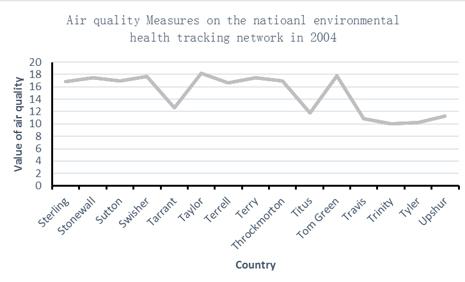 Air quality Measures on the natioanl environmental
health tracking network in 2004
Value of air quality
20
18
16
14
12
10
8
6
4
2
0
Sterling
Stonewall
Sutton
Swisher
Tarrant
Taylor
Terrell
Terry
Throckmorton
Titus
Tom Green
Travis
Trinity
Tyler
Upshur
Country